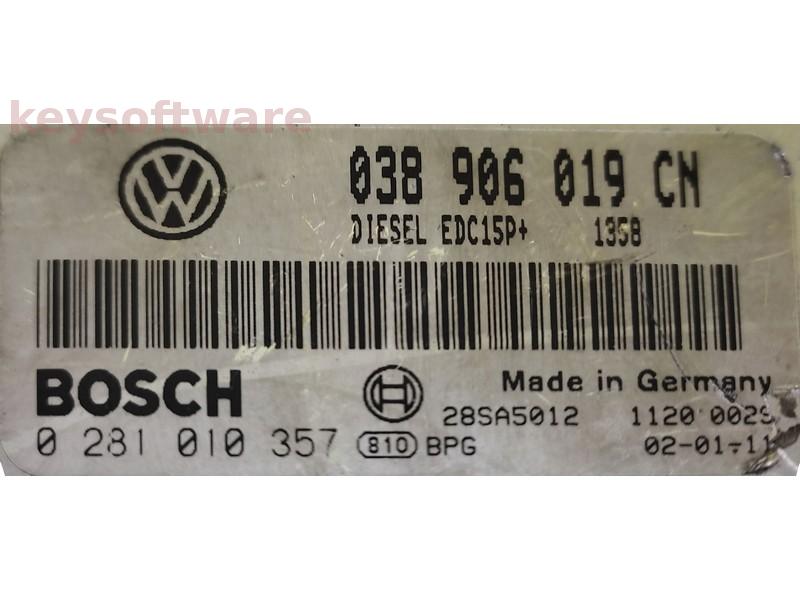 keysoftware
038 906 019 CN
DIESEL EDC15P+ 1358
BOSCH
Made in Germany
28SA5012 1120
0 281 010 357 810 BPG 02-01-11